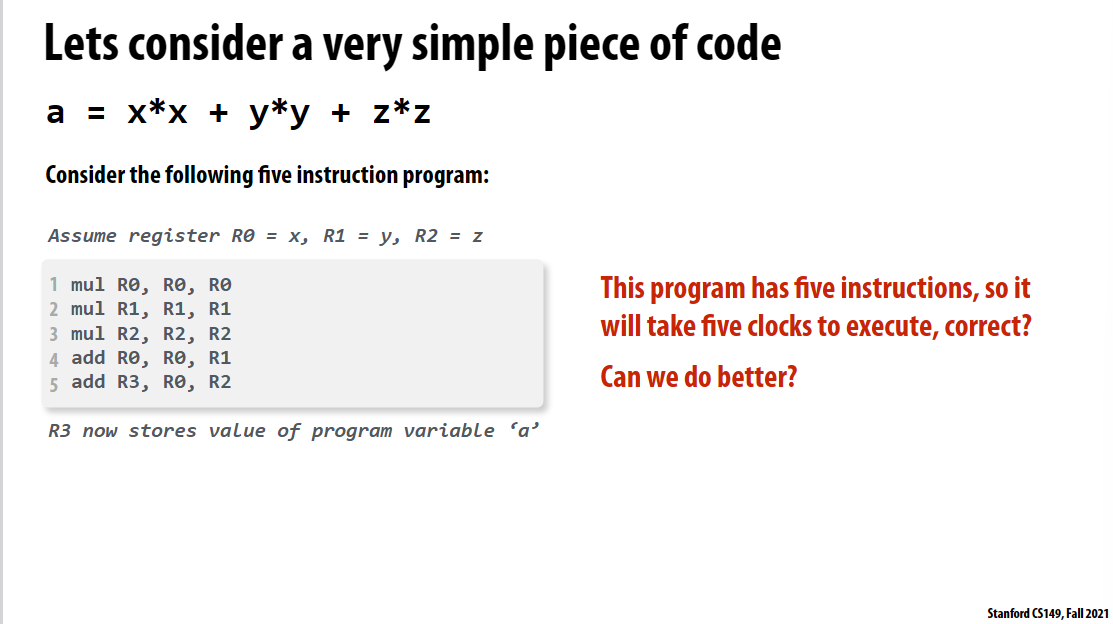 Lets consider a very simple piece of code
a = x*x + y*y + z*z
Consider the following five instruction program:
Assume register R0 = x, R1 = y, R2 = z
1 mul R0, R0, R0
2 mul R1, R1, R1
3 mul R2, R2, R2
4 add R0, R0, R1
5 add R3, R0, R2
R3 now stores value of program variable ‘a’
This program has five instructions, so it
will take five clocks to execute, correct?
Can we do better?
Stanford CS149, Fall 2021